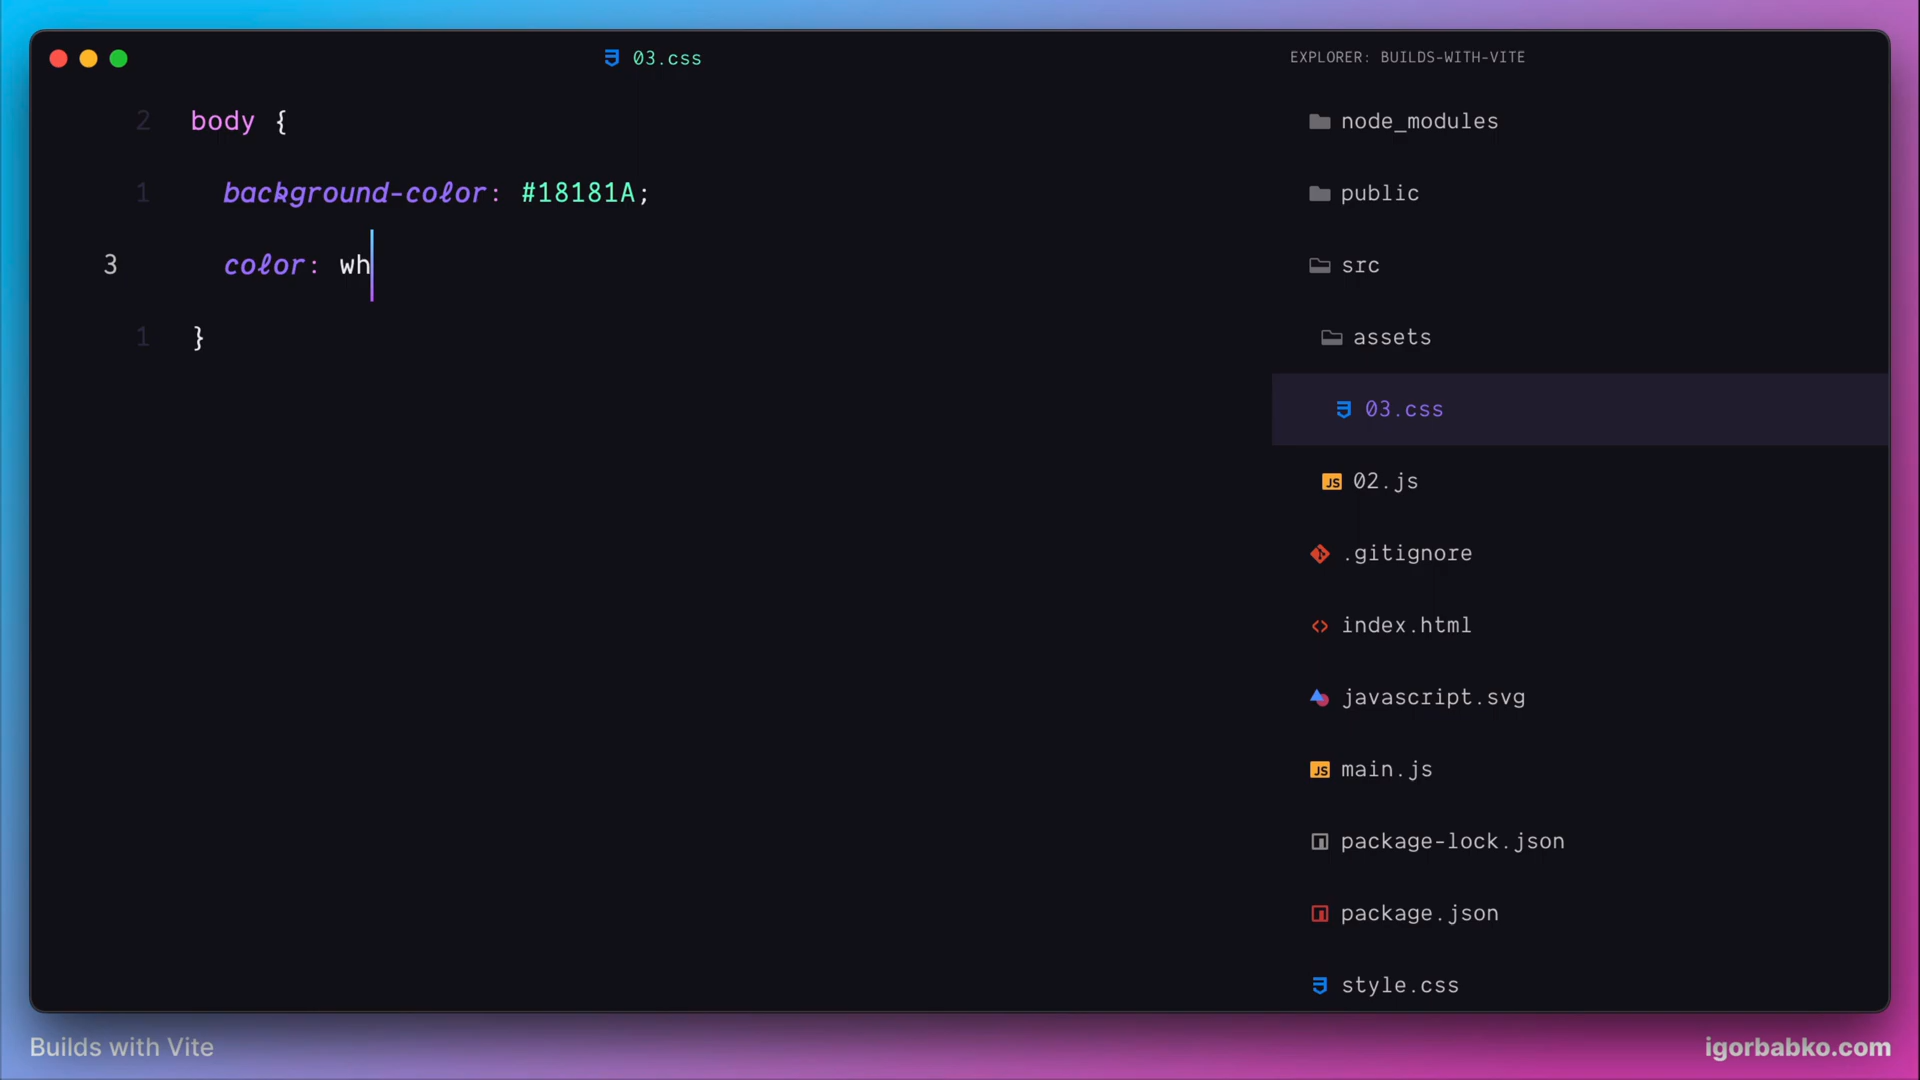 03.css
EXPLORER: BUILDS-WITH-VITE
2 body {
1 background-color: #18181A;
3 color: wh
1 }
node_modules
public
src
assets
03.css
JS 02.js
.gitignore
index.html
javascript.svg
JS main.js
package-lock.json
package.json
style.css
Builds with Vite
igorbabko.com